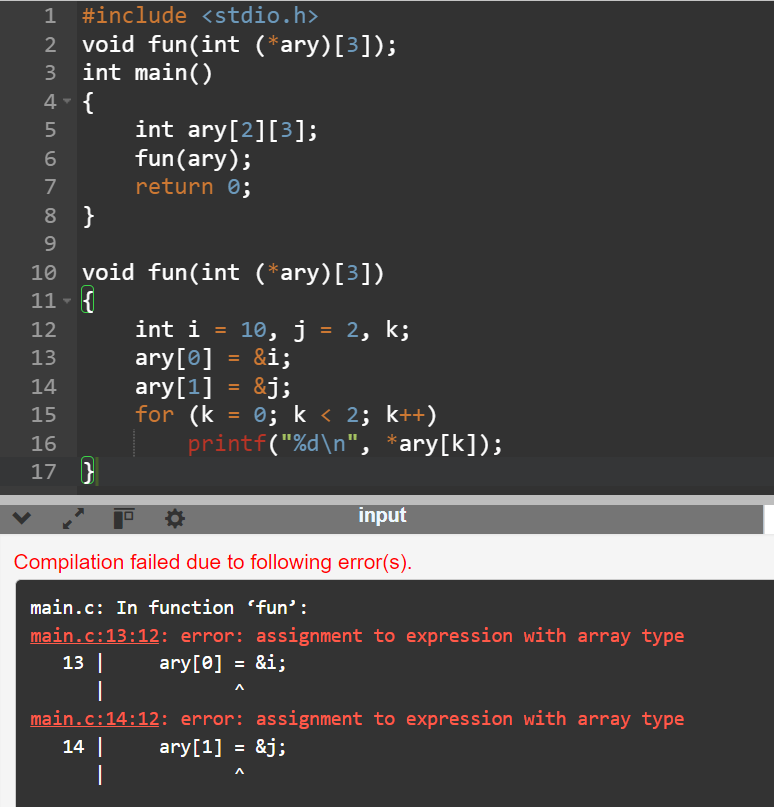 1 #include <stdio.h>
2 void fun(int (*ary)[3]);
3 int main()
4 {
5     int ary[2][3];
6     fun(ary);
7     return 0;
8 }
9
10 void fun(int (*ary)[3])
11 {
12     int i = 10, j = 2, k;
13     ary[0] = &i;
14     ary[1] = &j;
15     for (k = 0; k < 2; k++)
16         printf("%d\n", *ary[k]);
17 }
input
Compilation failed due to following error(s).
main.c: In function ‘fun’:
main.c:13:12: error: assignment to expression with array type
   13 |     ary[0] = &i;
      |            ^
main.c:14:12: error: assignment to expression with array type
   14 |     ary[1] = &j;
      |            ^